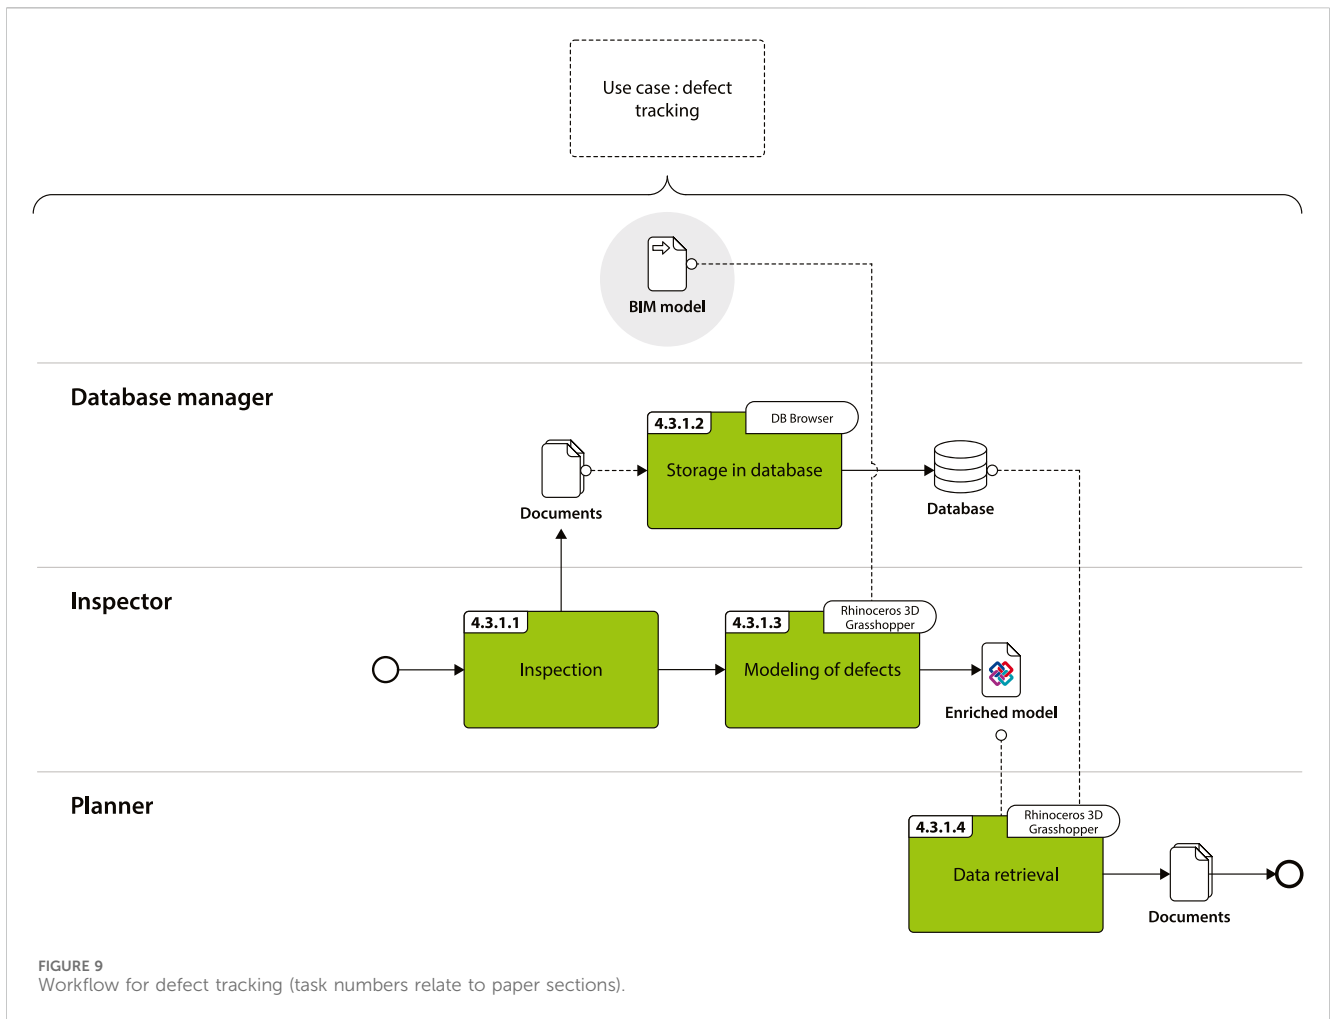 Use case : defect
tracking
BIM model
Database manager
4.3.1.2
DB Browser
Storage in database
Documents
Database
Inspector
4.3.1.1
Inspection
4.3.1.3
Rhinoceros 3D
Grasshopper
Modeling of defects
Enriched model
Planner
4.3.1.4
Rhinoceros 3D
Grasshopper
Data retrieval
Documents
FIGURE 9
Workflow for defect tracking (task numbers relate to paper sections).